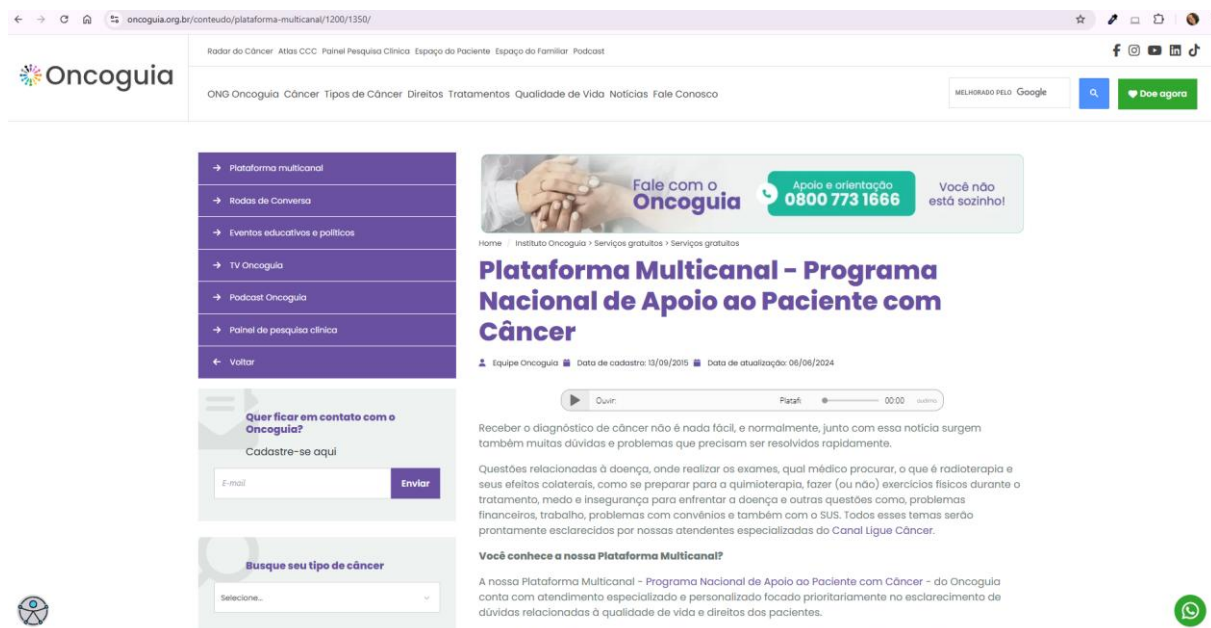 oncoguia.org.br/conteudo/plataforma-multicanal/1200/1350/
Radar do Câncer Atlas CCC Painel Pesquisa Clínica Espaço do Paciente Espaço do Familiar Podcast
Oncoguia
ONG Oncoguia Câncer Tipos de Câncer Direitos Tratamentos Qualidade de Vida Notícias Fale Conosco
MELHORADO PELO Google
Doe agora
Plataforma multicanal
Rodas de Conversa
Eventos educativos e políticos
TV Oncoguia
Podcast Oncoguia
Painel de pesquisa clínica
Voltar
Quer ficar em contato com o
Oncoguia?
Cadastre-se aqui
E-mail
Enviar
Busque seu tipo de câncer
Selecione...
Fale com o
Oncoguia
Apoio e orientação
0800 773 1666
Você não
está sozinho!
Home / Instituto Oncoguia > Serviços gratuitos > Serviços gratuitos
Plataforma Multicanal - Programa
Nacional de Apoio ao Paciente com
Câncer
Equipe Oncoguia Data de cadastro: 13/09/2015 Data de atualização: 06/06/2024
Ouvir: Platafi 00:00
Receber o diagnóstico de câncer não é nada fácil, e normalmente, junto com essa notícia surgem
também muitas dúvidas e problemas que precisam ser resolvidos rapidamente.
Questões relacionadas à doença, onde realizar os exames, qual médico procurar, o que é radioterapia e
seus efeitos colaterais, como se preparar para a quimioterapia, fazer (ou não) exercícios físicos durante o
tratamento, medo e insegurança para enfrentar a doença e outras questões como, problemas
financeiros, trabalho, problemas com convênios e também com o SUS. Todos esses temas serão
prontamente esclarecidos por nossas atendentes especializadas do Canal Ligue Câncer.
Você conhece a nossa Plataforma Multicanal?
A nossa Plataforma Multicanal - Programa Nacional de Apoio ao Paciente com Câncer - do Oncoguia
conta com atendimento especializado e personalizado focado prioritariamente no esclarecimento de
dúvidas relacionadas à qualidade de vida e direitos dos pacientes.